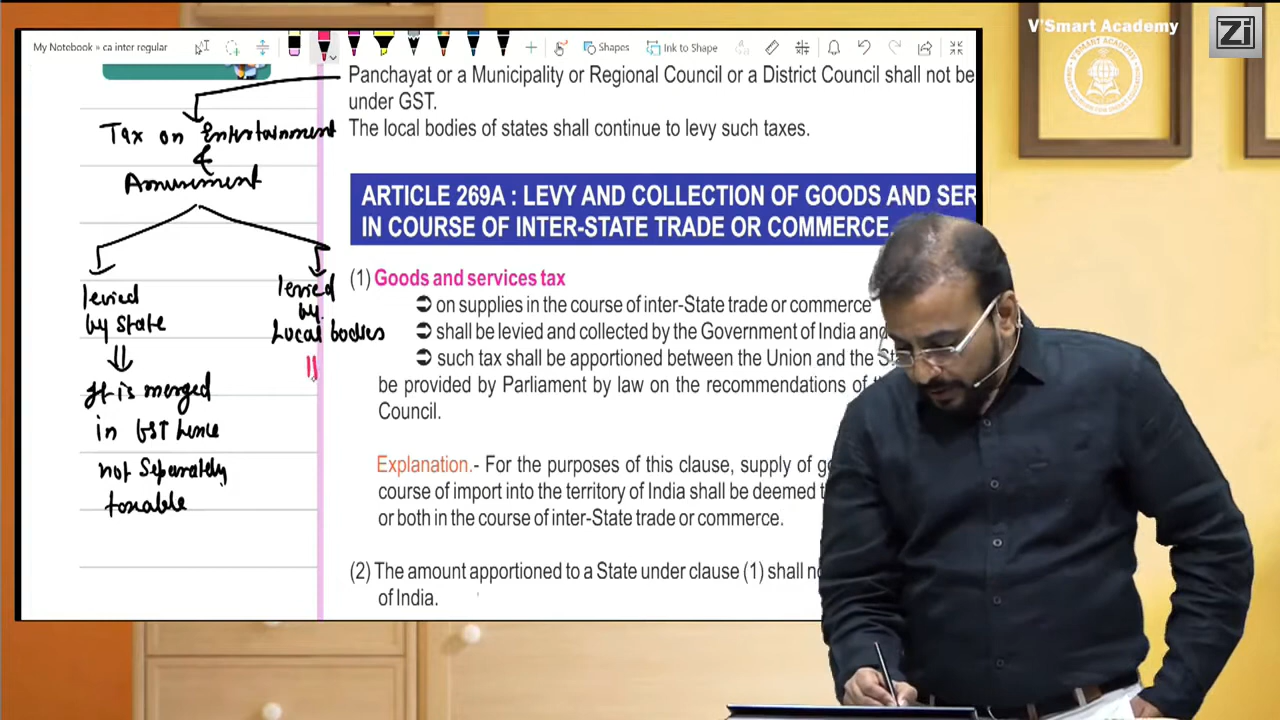 V'Smart Academy
Zi
My Notebook » ca inter regular
Shapes
Ink to Shape
Panchayat or a Municipality or Regional Council or a District Council shall not be
under GST.
The local bodies of states shall continue to levy such taxes.
Tax on Entertainment
&
Amusement
levied
by state
It is merged
in GST hence
not separately
taxable
levied
by
Local bodies
ARTICLE 269A : LEVY AND COLLECTION OF GOODS AND SER
IN COURSE OF INTER-STATE TRADE OR COMMERCE.
(1) Goods and services tax
➲ on supplies in the course of inter-State trade or commerce
➲ shall be levied and collected by the Government of India and
➲ such tax shall be apportioned between the Union and the
be provided by Parliament by law on the recommendations of
Council.
Explanation.- For the purposes of this clause, supply of
course of import into the territory of India shall be deemed
or both in the course of inter-State trade or commerce.
(2) The amount apportioned to a State under clause (1) shall
of India.